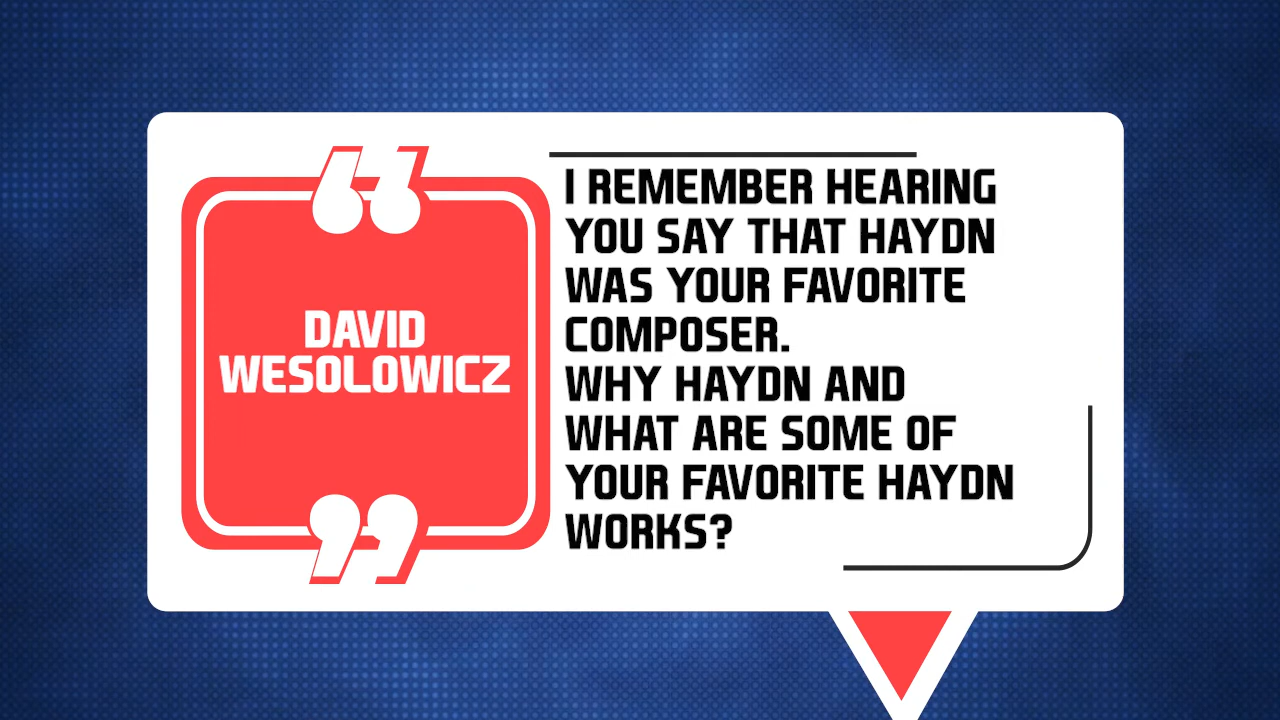 DAVID
WESOLOWICZ
I REMEMBER HEARING
YOU SAY THAT HAYDN
WAS YOUR FAVORITE
COMPOSER.
WHY HAYDN AND
WHAT ARE SOME OF
YOUR FAVORITE HAYDN
WORKS?